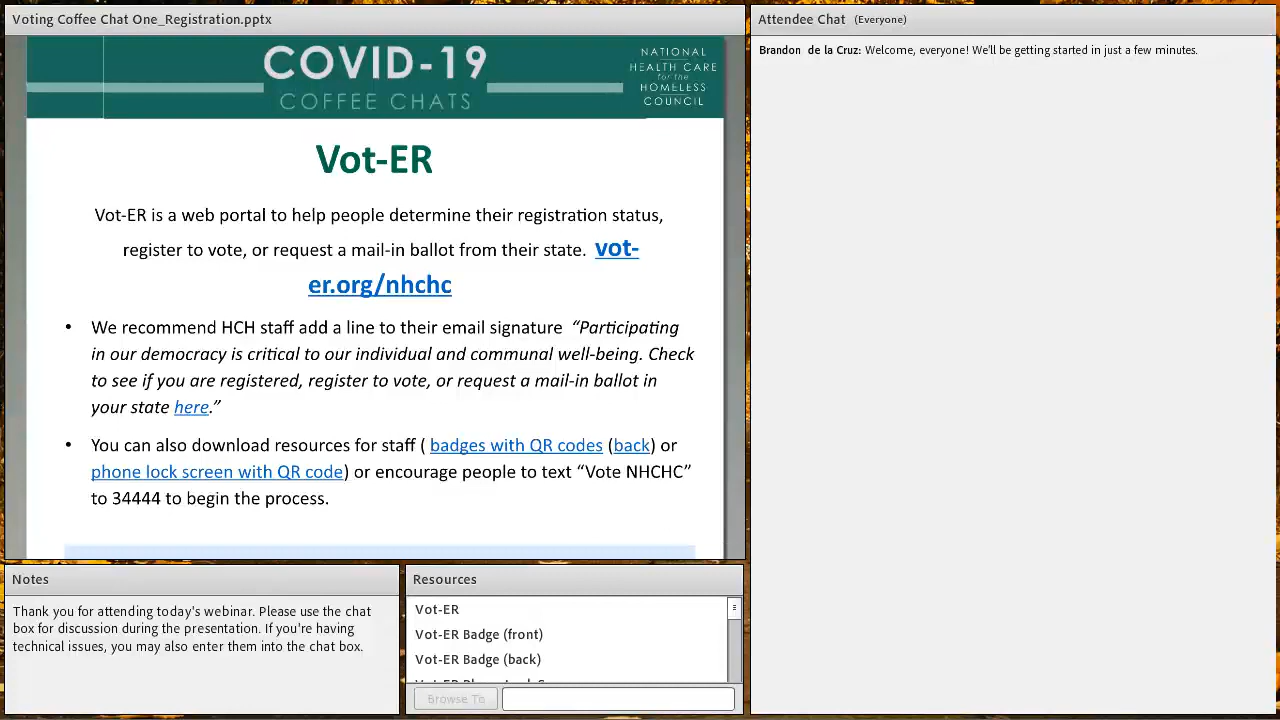 Voting Coffee Chat One_Registration.pptx
COVID-19
COFFEE CHATS
NATIONAL
HEALTH CARE
for the
HOMELESS
COUNCIL
Vot-ER
Vot-ER is a web portal to help people determine their registration status,
register to vote, or request a mail-in ballot from their state. vot-
er.org/nhchc
• We recommend HCH staff add a line to their email signature “Participating
in our democracy is critical to our individual and communal well-being. Check
to see if you are registered, register to vote, or request a mail-in ballot in
your state here.”
• You can also download resources for staff ( badges with QR codes (back) or
phone lock screen with QR code) or encourage people to text “Vote NHCHC”
to 34444 to begin the process.
Notes
Thank you for attending today's webinar. Please use the chat
box for discussion during the presentation. If you're having
technical issues, you may also enter them into the chat box.
Resources
Vot-ER
Vot-ER Badge (front)
Vot-ER Badge (back)
Browse To
Attendee Chat (Everyone)
Brandon de la Cruz: Welcome, everyone! We'll be getting started in just a few minutes.